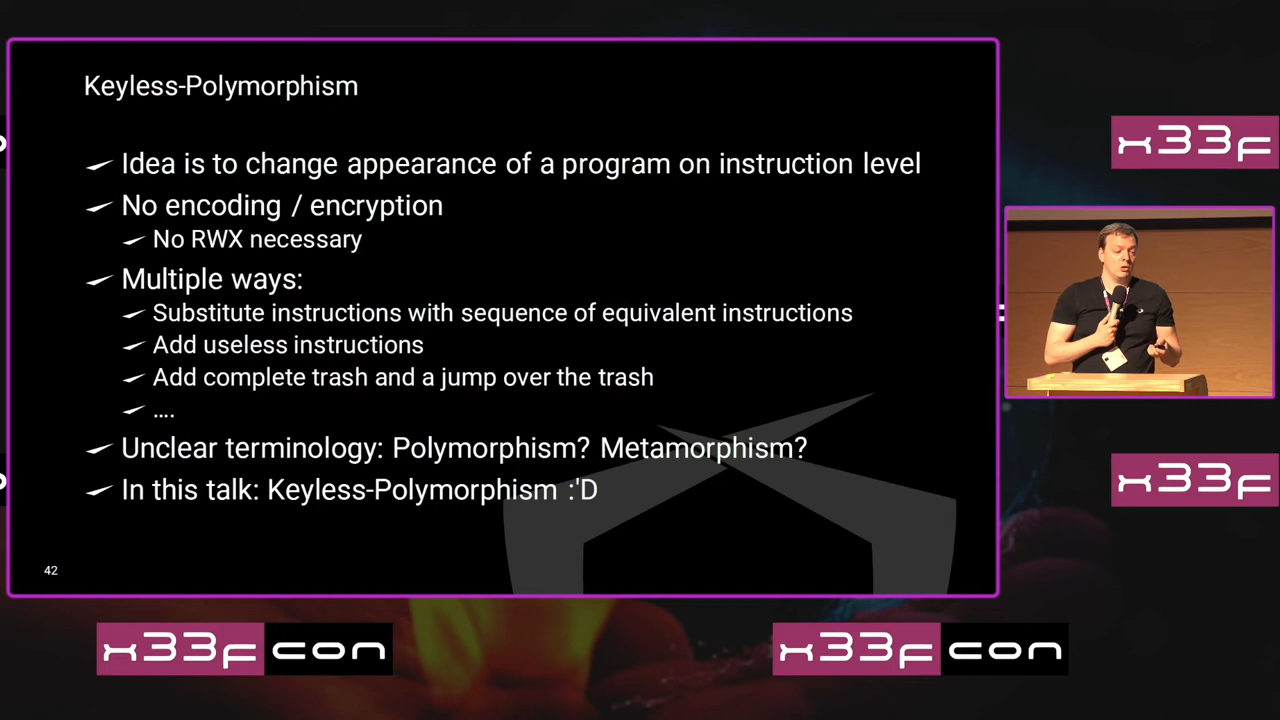 Keyless-Polymorphism
Idea is to change appearance of a program on instruction level
No encoding / encryption
No RWX necessary
Multiple ways:
Substitute instructions with sequence of equivalent instructions
Add useless instructions
Add complete trash and a jump over the trash
....
Unclear terminology: Polymorphism? Metamorphism?
In this talk: Keyless-Polymorphism :'D
42
x33f
x33f
x33fcon
x33fcon